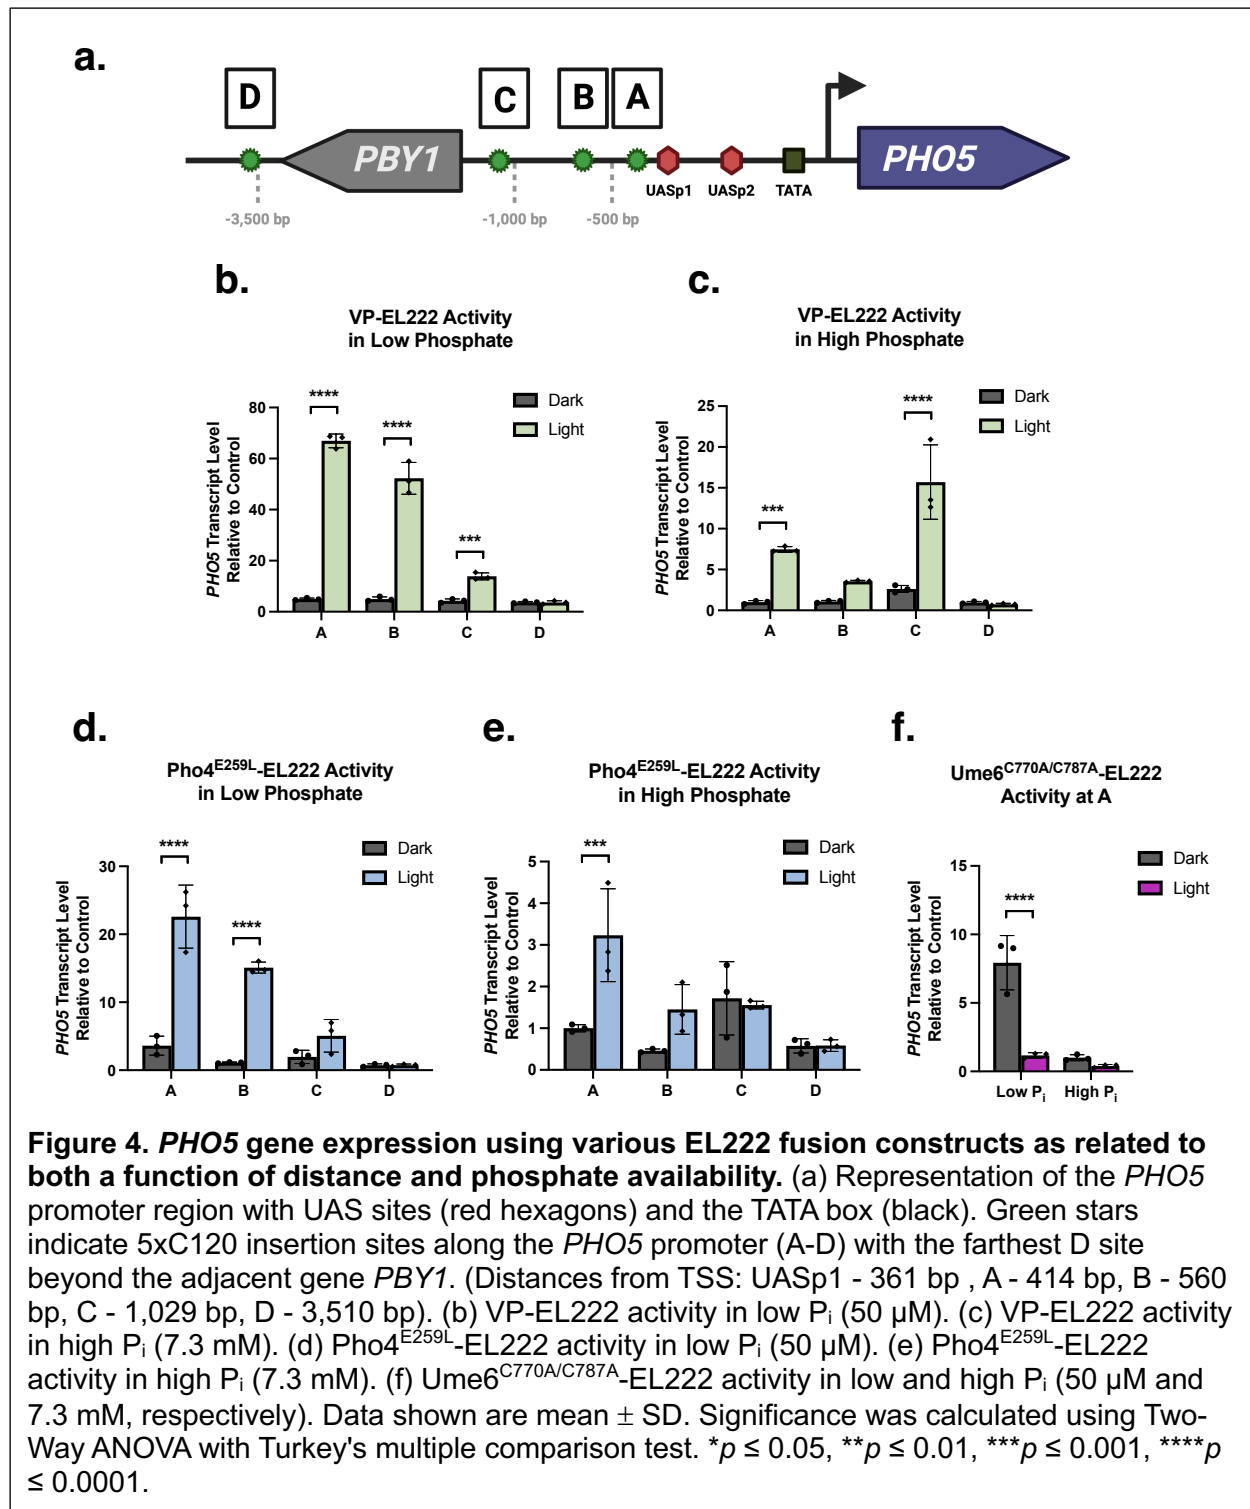 a.
D
C
B
A
PBY1
PHO5
UASp1
UASp2
TATA
-3,500 bp
-1,000 bp
-500 bp
b.
VP-EL222 Activity
in Low Phosphate
Dark
Light
PHO5 Transcript Level
Relative to Control
80
60
40
20
0
****
****
***
A
B
C
D
c.
VP-EL222 Activity
in High Phosphate
Dark
Light
PHO5 Transcript Level
Relative to Control
25
20
15
10
5
0
***
****
A
B
C
D
d.
Pho4E259L-EL222 Activity
in Low Phosphate
Dark
Light
PHO5 Transcript Level
Relative to Control
30
20
10
0
****
****
A
B
C
D
e.
Pho4E259L-EL222 Activity
in High Phosphate
Dark
Light
PHO5 Transcript Level
Relative to Control
5
4
3
2
1
0
***
A
B
C
D
f.
Ume6C770A/C787A-EL222
Activity at A
Dark
Light
PHO5 Transcript Level
Relative to Control
15
10
5
0
****
Low Pi
High Pi
Figure 4. PHO5 gene expression using various EL222 fusion constructs as related to
both a function of distance and phosphate availability. (a) Representation of the PHO5
promoter region with UAS sites (red hexagons) and the TATA box (black). Green stars
indicate 5xC120 insertion sites along the PHO5 promoter (A-D) with the farthest D site
beyond the adjacent gene PBY1. (Distances from TSS: UASp1 - 361 bp , A - 414 bp, B - 560
bp, C - 1,029 bp, D - 3,510 bp). (b) VP-EL222 activity in low Pi (50 µM). (c) VP-EL222 activity
in high Pi (7.3 mM). (d) Pho4E259L-EL222 activity in low Pi (50 µM). (e) Pho4E259L-EL222
activity in high Pi (7.3 mM). (f) Ume6C770A/C787A-EL222 activity in low and high Pi (50 µM and
7.3 mM, respectively). Data shown are mean ± SD. Significance was calculated using Two-
Way ANOVA with Turkey's multiple comparison test. *p ≤ 0.05, **p ≤ 0.01, ***p ≤ 0.001, ****p
≤ 0.0001.